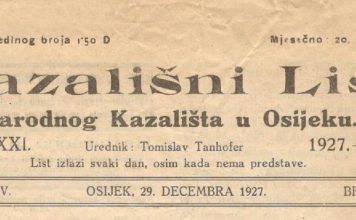 edinog broja 1·50 D Mjesečno: 20.
azališni Lis
arodnog Kazališta u Osijeku.
XXI. Urednik: Tomislav Tanhofer 1927.-
List izlazi svaki dan, osim kada nema predstave.
V. OSIJEK, 29. DECEMBRA 1927. BR